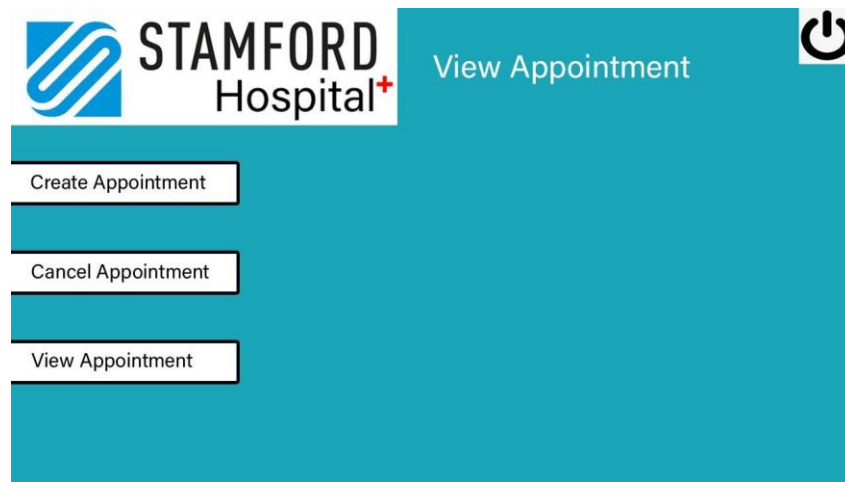 STAMFORD
Hospital+
View Appointment
Create Appointment
Cancel Appointment
View Appointment